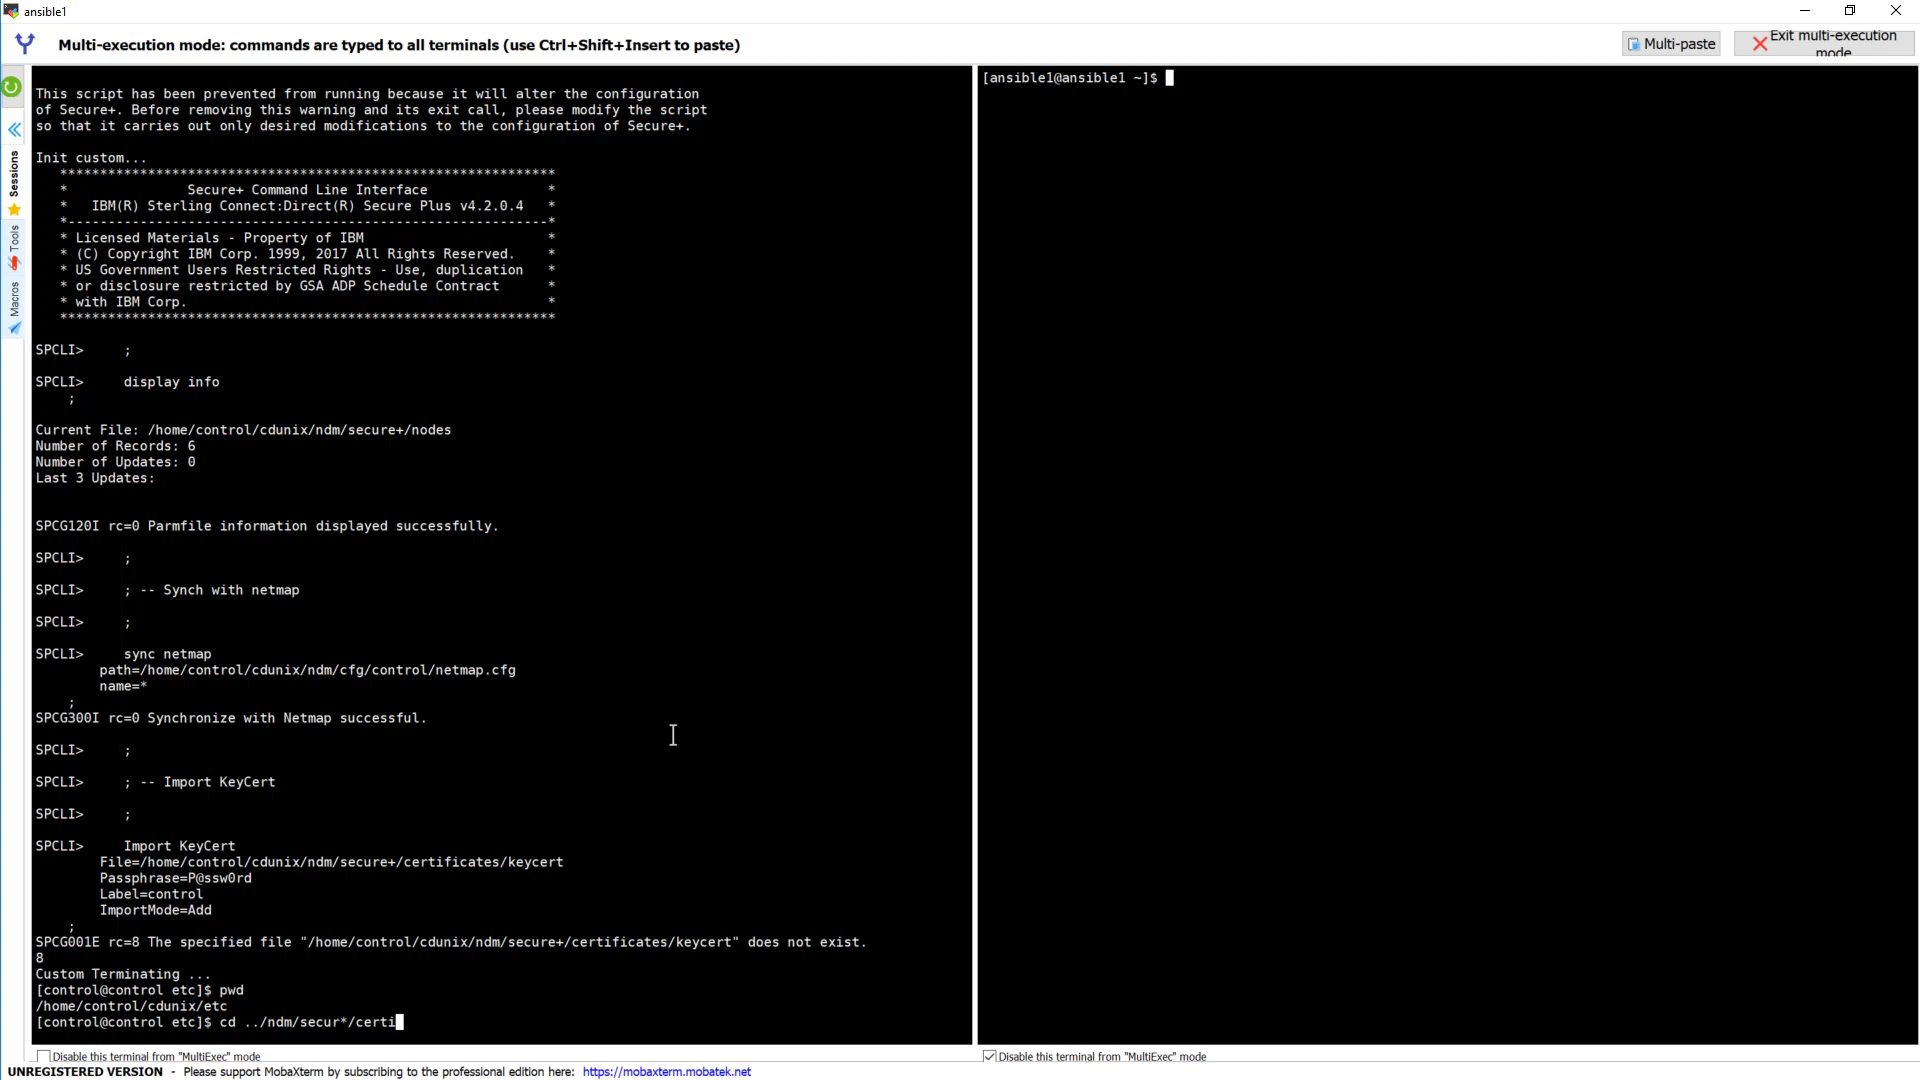 ansible1
Multi-execution mode: commands are typed to all terminals (use Ctrl+Shift+Insert to paste)
Multi-paste
Exit multi-execution
mode
Sessions
Tools
Macros
This script has been prevented from running because it will alter the configuration
of Secure+. Before removing this warning and its exit call, please modify the script
so that it carries out only desired modifications to the configuration of Secure+.
Init custom...
**************************************************************
* Secure+ Command Line Interface *
* IBM(R) Sterling Connect:Direct(R) Secure Plus v4.2.0.4 *
*------------------------------------------------------------*
* Licensed Materials - Property of IBM *
* (C) Copyright IBM Corp. 1999, 2017 All Rights Reserved. *
* US Government Users Restricted Rights - Use, duplication *
* or disclosure restricted by GSA ADP Schedule Contract *
* with IBM Corp. *
**************************************************************
SPCLI> ;
SPCLI> display info
;
Current File: /home/control/cdunix/ndm/secure+/nodes
Number of Records: 6
Number of Updates: 0
Last 3 Updates:
SPCG120I rc=0 Parmfile information displayed successfully.
SPCLI> ;
SPCLI> ; -- Synch with netmap
SPCLI> ;
SPCLI> sync netmap
path=/home/control/cdunix/ndm/cfg/control/netmap.cfg
name=*
;
SPCG300I rc=0 Synchronize with Netmap successful.
SPCLI> ;
SPCLI> ; -- Import KeyCert
SPCLI> ;
SPCLI> Import KeyCert
File=/home/control/cdunix/ndm/secure+/certificates/keycert
Passphrase=P@ssw0rd
Label=control
ImportMode=Add
;
SPCG001E rc=8 The specified file "/home/control/cdunix/ndm/secure+/certificates/keycert" does not exist.
8
Custom Terminating ...
[control@control etc]$ pwd
/home/control/cdunix/etc
[control@control etc]$ cd ../ndm/secur*/certi
[ansible1@ansible1 ~]$
Disable this terminal from "MultiExec" mode
Disable this terminal from "MultiExec" mode
UNREGISTERED VERSION - Please support MobaXterm by subscribing to the professional edition here: https://mobaxterm.mobatek.net